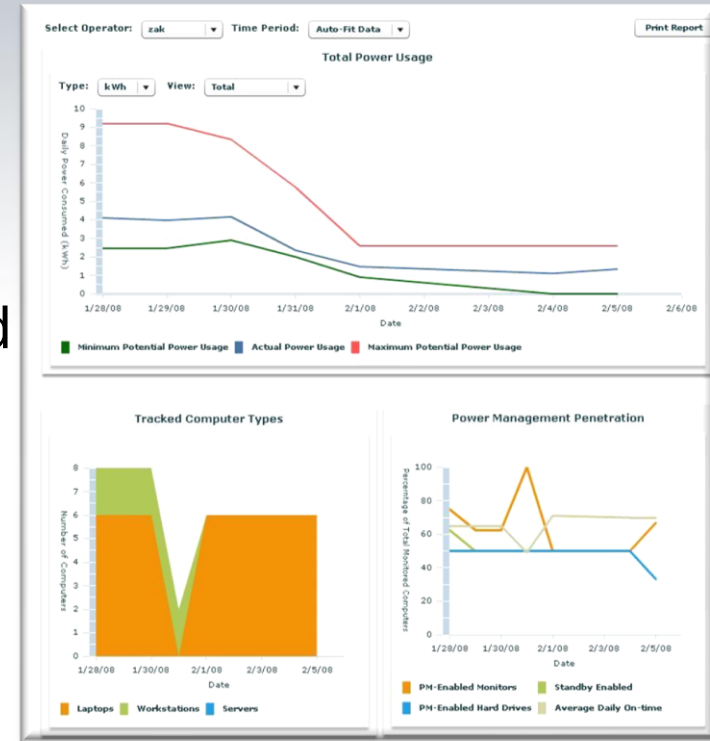 Select Operator: zak Time Period: Auto-Fit Data Print Report
Total Power Usage
Type: kWh View: Total
10
9
8
7
6
5
4
3
2
1
0
Daily Power Consumed (kWh)
1/28/08 1/29/08 1/30/08 1/31/08 2/1/08 2/2/08 2/3/08 2/4/08 2/5/08 2/6/08
Date
Minimum Potential Power Usage Actual Power Usage Maximum Potential Power Usage
d
Tracked Computer Types
8
7
6
5
4
3
2
1
0
Number of Computers
1/28/08 1/30/08 2/1/08 2/3/08 2/5/08
Date
Laptops Workstations Servers
Power Management Penetration
100
80
60
40
20
0
Percentage of Total Monitored Computers
1/28/08 1/30/08 2/1/08 2/3/08 2/5/08
Date
PM-Enabled Monitors Standby Enabled
PM-Enabled Hard Drives Average Daily On-time